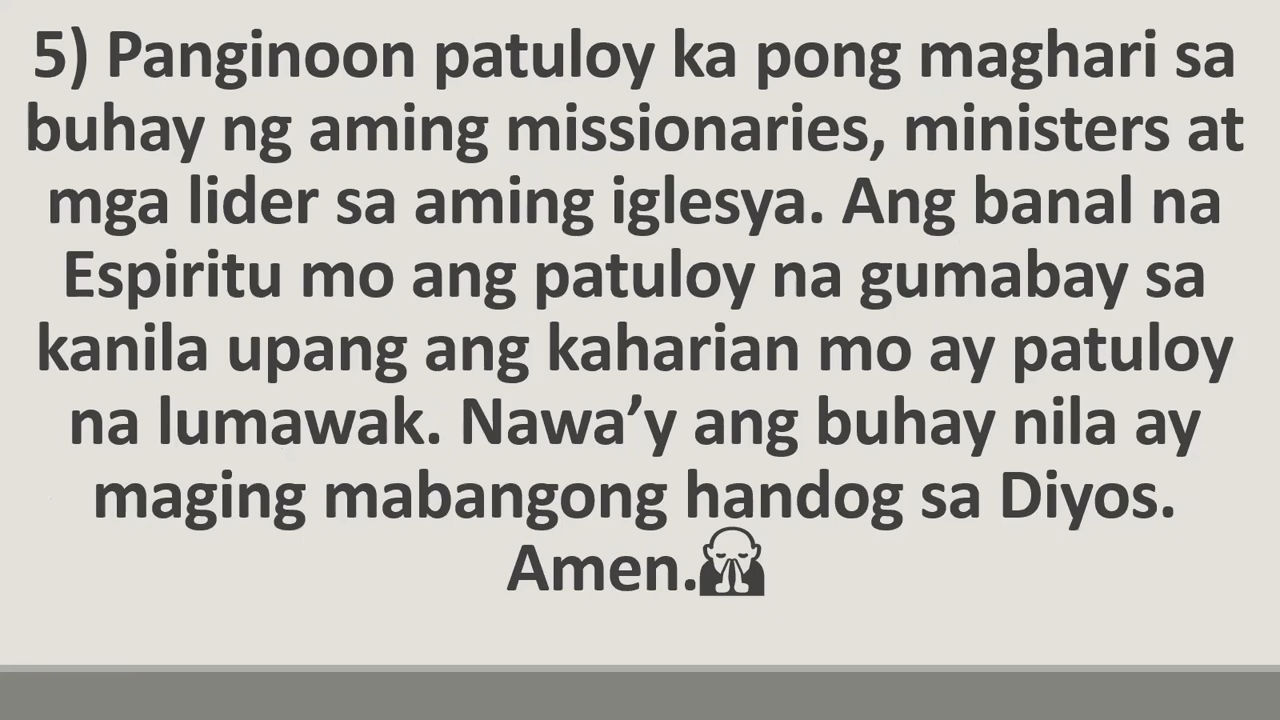 5) Panginoon patuloy ka pong maghari sa
buhay ng aming missionaries, ministers at
mga lider sa aming iglesya. Ang banal na
Espiritu mo ang patuloy na gumabay sa
kanila upang ang kaharian mo ay patuloy
na lumawak. Nawa’y ang buhay nila ay
maging mabangong handog sa Diyos.
Amen.